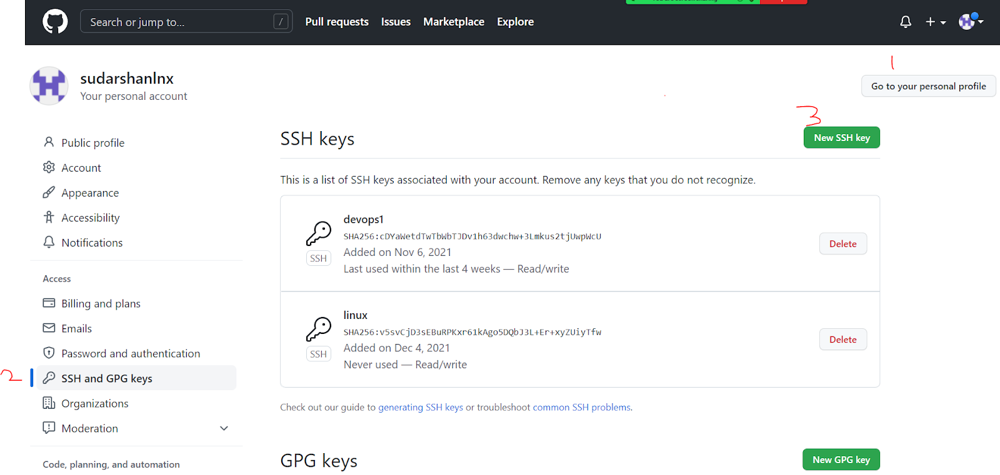 Search or jump to...
/
Pull requests
Issues
Marketplace
Explore
1
sudarshanlnx
Your personal account
Go to your personal profile
3
Public profile
Account
Appearance
Accessibility
Notifications
Access
Billing and plans
Emails
Password and authentication
2
SSH and GPG keys
Organizations
Moderation
Code, planning, and automation
SSH keys
New SSH key
This is a list of SSH keys associated with your account. Remove any keys that you do not recognize.
devops1
SHA256:cDYaWetdTwTbWbTJDv1h63dwchw+3Lmkus2tjUwpWcU
SSH
Added on Nov 6, 2021
Last used within the last 4 weeks — Read/write
Delete
linux
SHA256:v5svCjD3sEBuRPKxr61kAgo5DQbJ3L+Er+xyZUiyTfw
SSH
Added on Dec 4, 2021
Never used — Read/write
Delete
Check out our guide to generating SSH keys or troubleshoot common SSH problems.
GPG keys
New GPG key